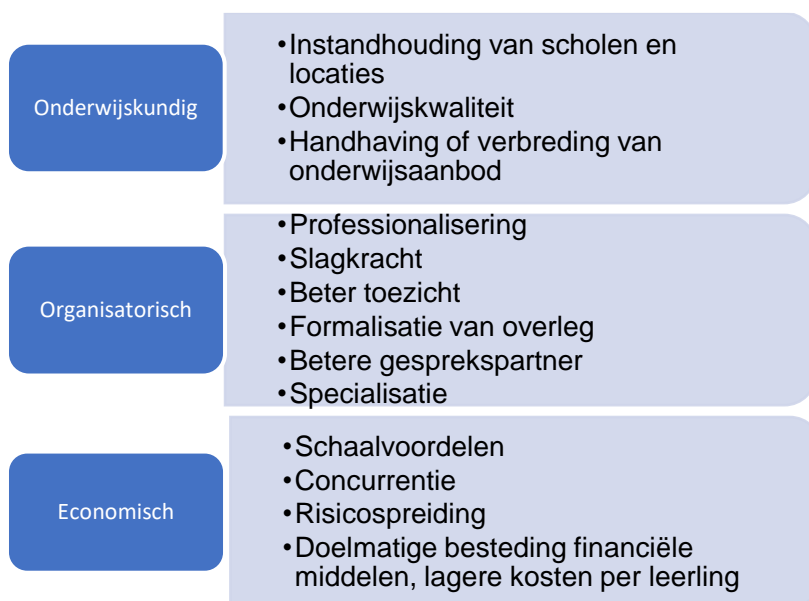 Onderwijskundig
•Instandhouding van scholen en
locaties
•Onderwijskwaliteit
•Handhaving of verbreding van
onderwijsaanbod
Organisatorisch
•Professionalisering
•Slagkracht
•Beter toezicht
•Formalisatie van overleg
•Betere gesprekspartner
•Specialisatie
Economisch
•Schaalvoordelen
•Concurrentie
•Risicospreiding
•Doelmatige besteding financiële
middelen, lagere kosten per leerling